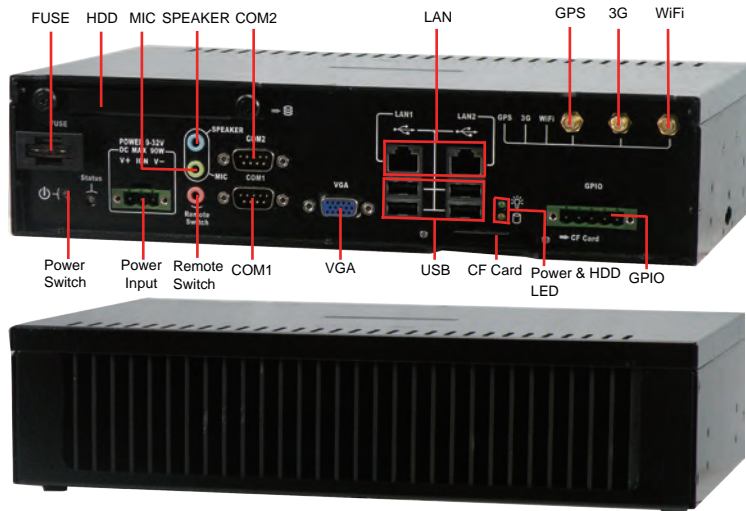 FUSE HDD MIC SPEAKER COM2 LAN GPS 3G WiFi
FUSE
SPEAKER
LAN1 LAN2
GPS 3G WiFi
POWER 9-32V
DC MAX 90W
V+ IGN V-
COM2
MIC
COM1
Status
VGA
GPIO
Remote
Switch
CF Card
Power
Switch
Power
Input
Remote
Switch
COM1
VGA
USB
CF Card
Power & HDD
LED
GPIO